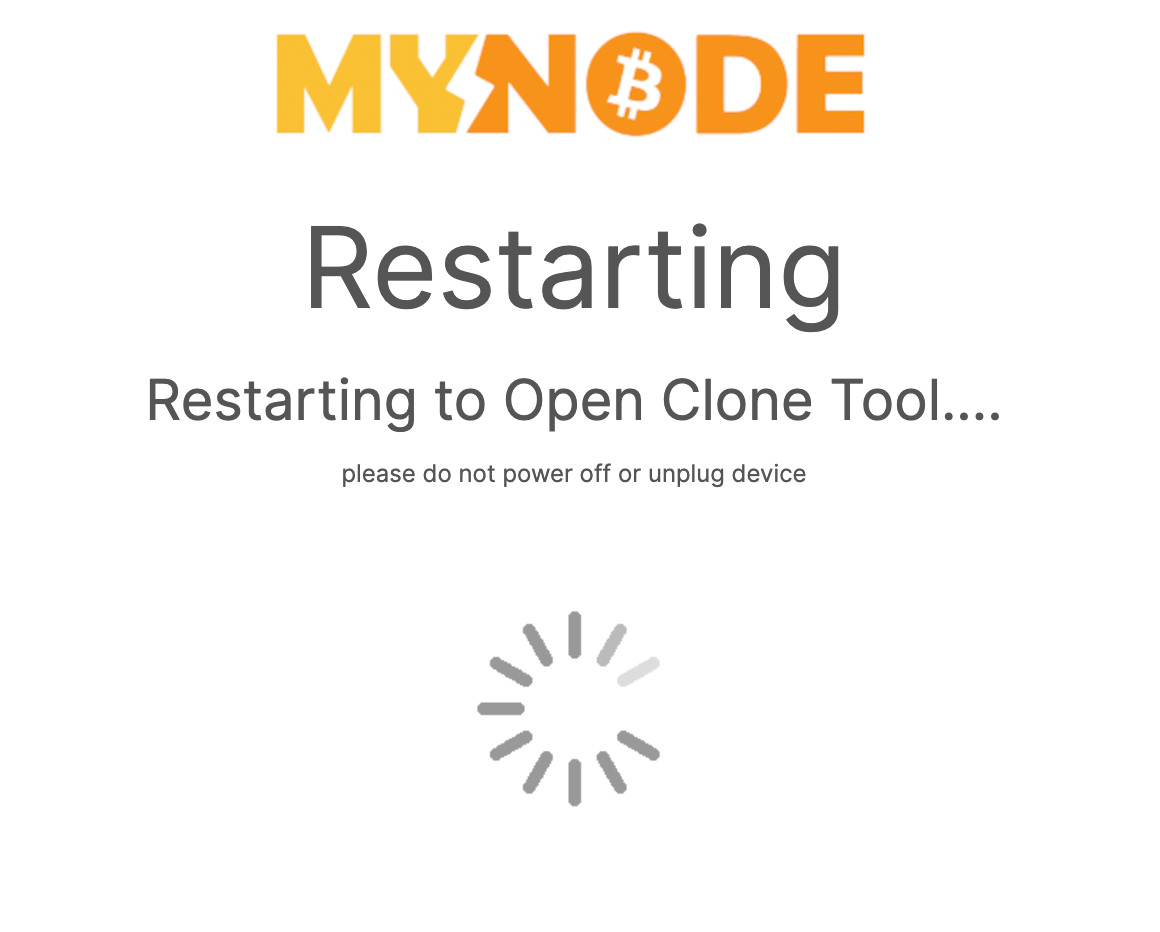 MYNODE
Restarting
Restarting to Open Clone Tool....
please do not power off or unplug device